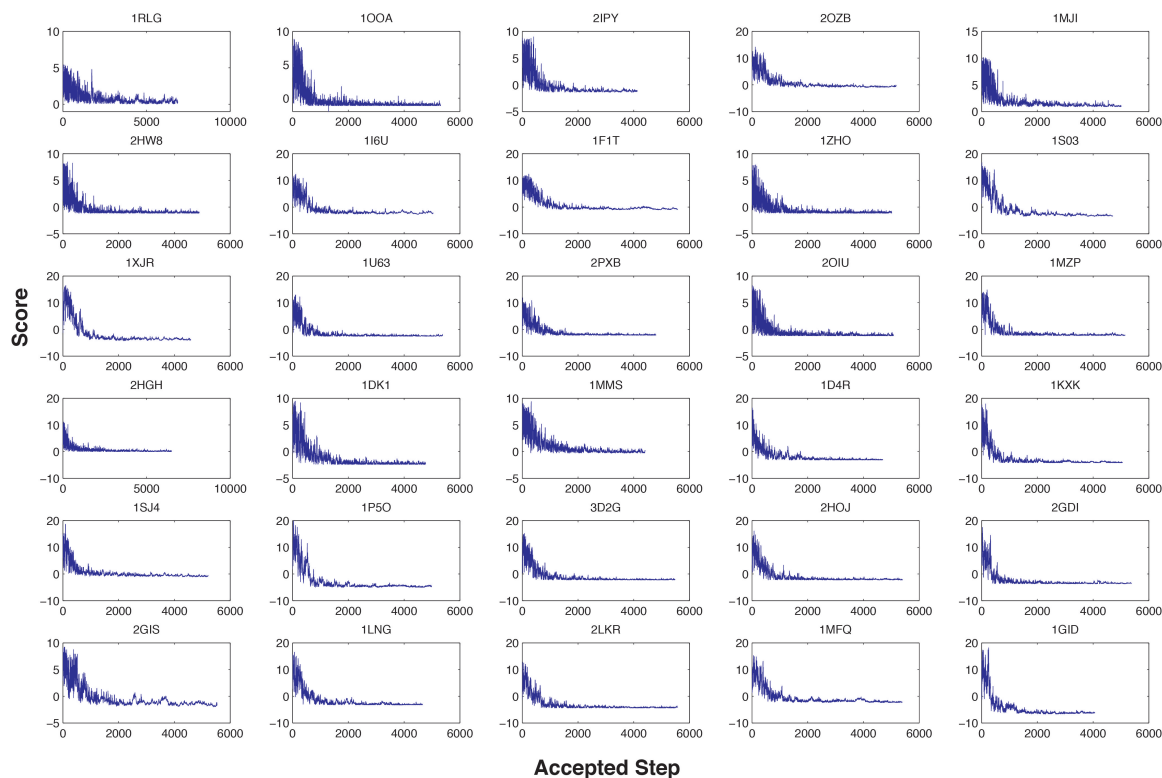 1RLG 1OOA 2IPY 2OZB 1MJI
10 10 10 20 15
5 5 5 10 10
0 0 0 0 5
−5 −10 0
0 5000 10000 0 2000 4000 6000 0 2000 4000 6000 0 2000 4000 6000 0 2000 4000 6000
2HW8 1I6U 1F1T 1ZHO 1S03
10 20 20 10 20
5 10 10 5 10
0 0 0 0 0
−5 −10 −10 −5 −10
0 2000 4000 6000 0 2000 4000 6000 0 2000 4000 6000 0 2000 4000 6000 0 2000 4000 6000
1XJR 1U63 2PXB 2OIU 1MZP
20 20 20 10 20
10 10 10 5 10
0 0 0 0 0
−10 −10 −10 −5 −10
0 2000 4000 6000 0 2000 4000 6000 0 2000 4000 6000 0 2000 4000 6000 0 2000 4000 6000
Score
2HGH 1DK1 1MMS 1D4R 1KXK
20 10 10 20 20
10 5 5 10 10
0 0 0 0 0
−10 −5 −5 −10 −10
0 5000 10000 0 2000 4000 6000 0 2000 4000 6000 0 2000 4000 6000 0 2000 4000 6000
1SJ4 1P5O 3D2G 2HOJ 2GDI
20 20 20 20 20
10 10 10 10 10
0 0 0 0 0
−10 −10 −10 −10 −10
0 2000 4000 6000 0 2000 4000 6000 0 2000 4000 6000 0 2000 4000 6000 0 2000 4000 6000
2GIS 1LNG 2LKR 1MFQ 1GID
10 20 20 20 20
5 10 10 10 10
0 0 0 0 0
−5 −10 −10 −10 −10
0 2000 4000 6000 0 2000 4000 6000 0 2000 4000 6000 0 2000 4000 6000 0 2000 4000 6000
Accepted Step